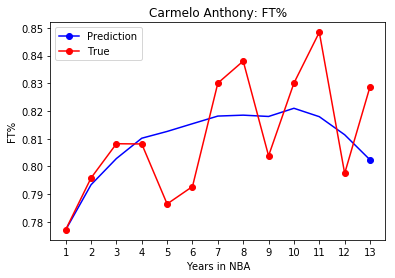 Carmelo Anthony: FT%
Prediction
True
FT%
0.85
0.84
0.83
0.82
0.81
0.80
0.79
0.78
1 2 3 4 5 6 7 8 9 10 11 12 13
Years in NBA